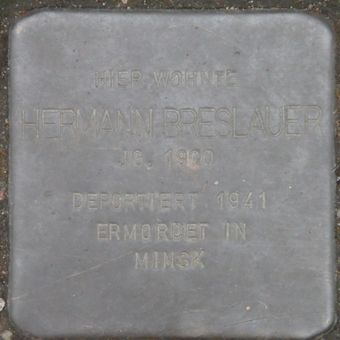 HIER WOHNTE
HERMANN BRESLAUER
JG. 1900
DEPORTIERT 1941
ERMORDET IN
MINSK